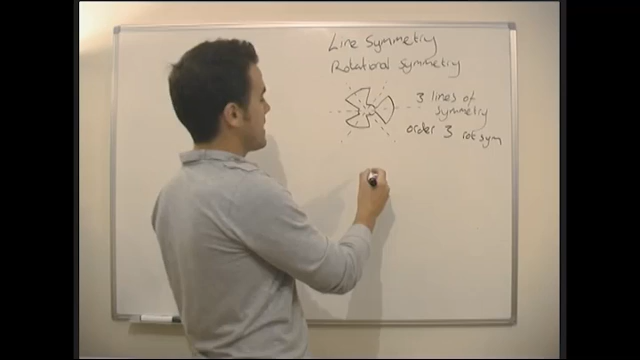 Line Symmetry
Rotational Symmetry
3 lines of
symmetry
order 3 rot sym